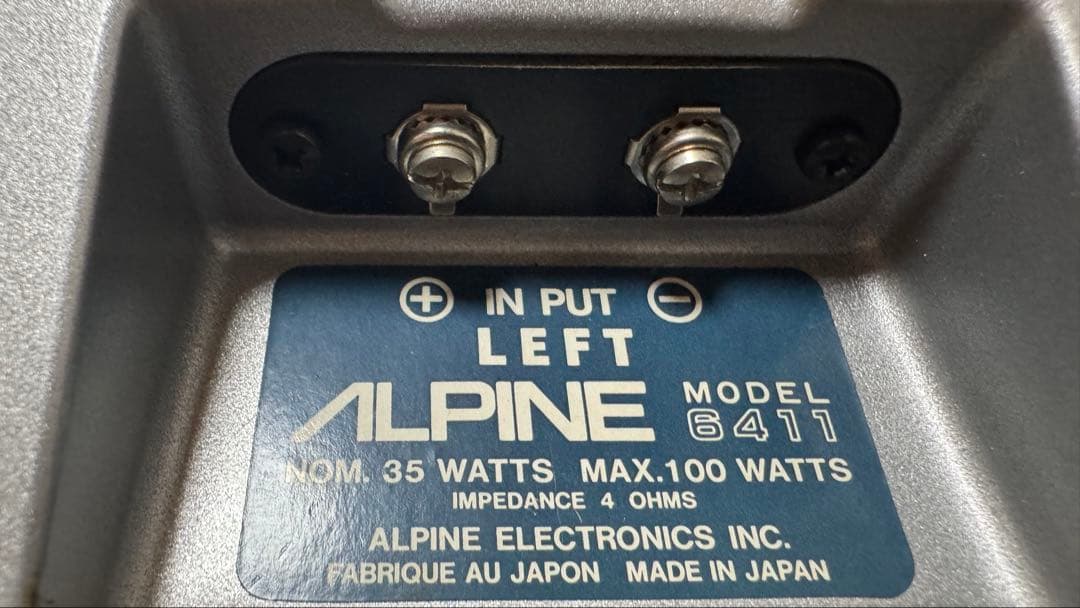 ⊕ IN PUT ⊖
LEFT
ALPINE MODEL 6411
NOM. 35 WATTS MAX.100 WATTS
IMPEDANCE 4 OHMS
ALPINE ELECTRONICS INC.
FABRIQUE AU JAPON MADE IN JAPAN